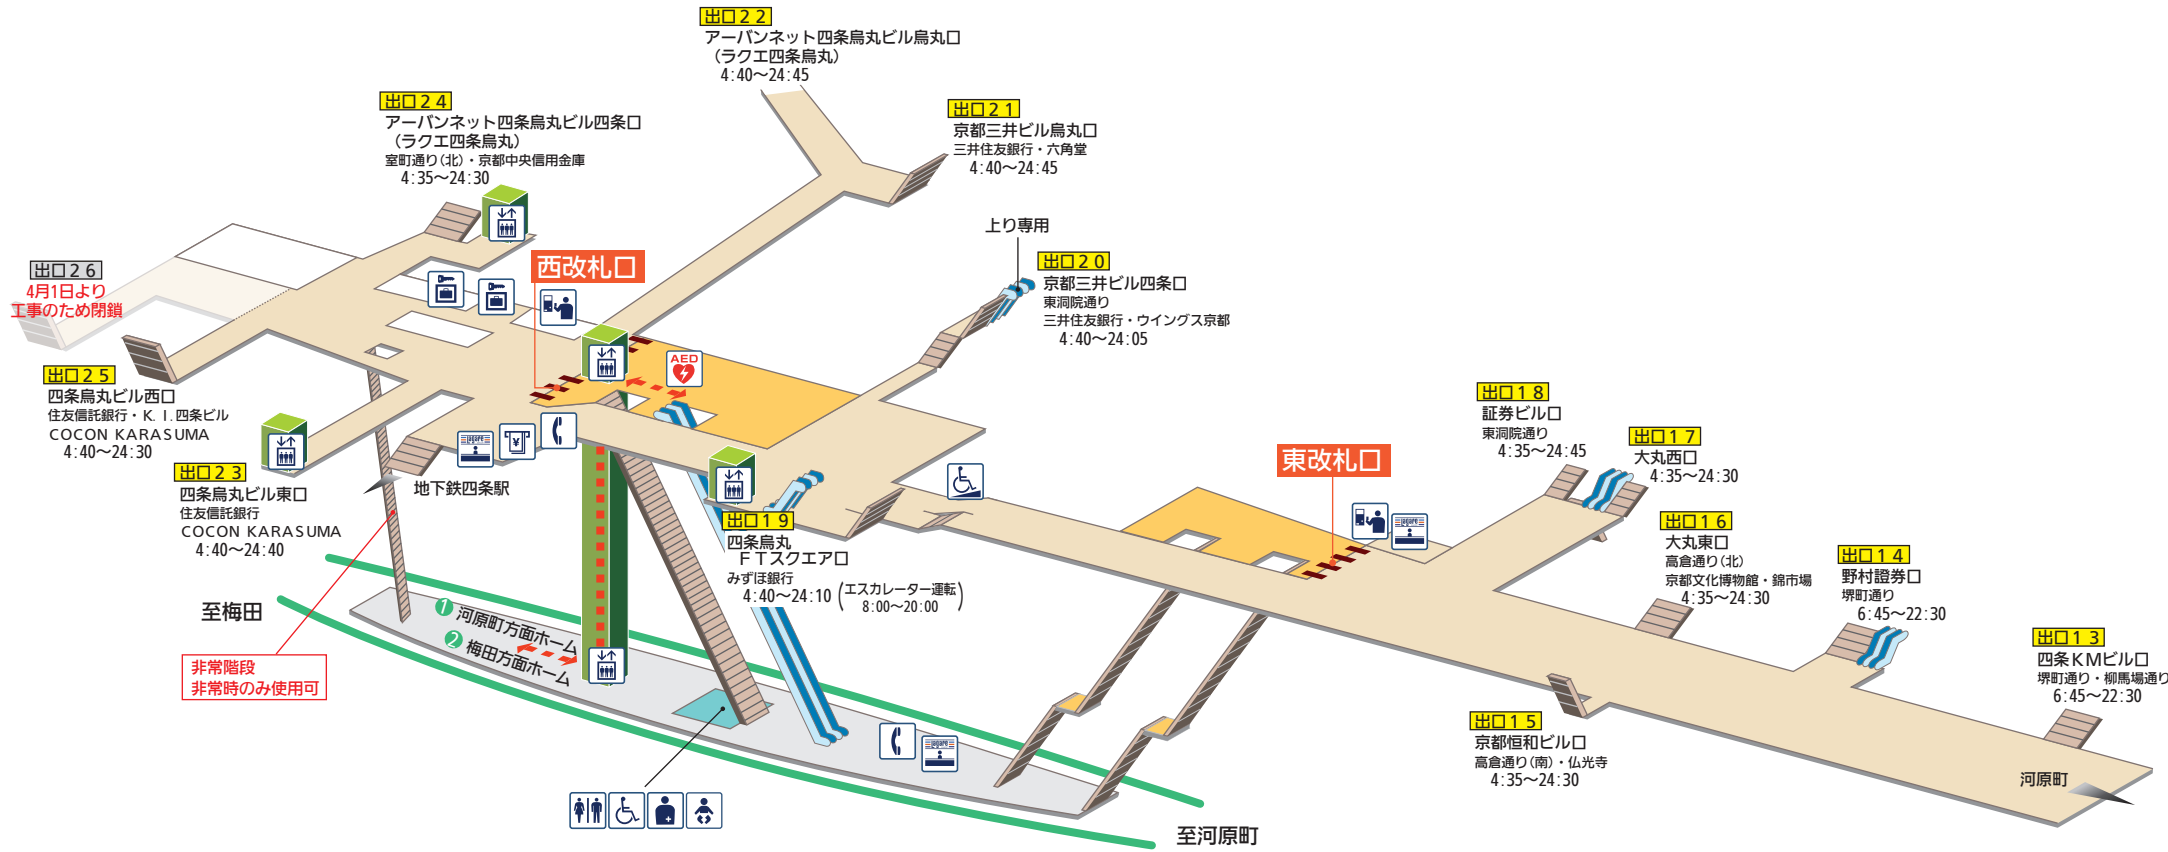 出口22
アーバンネット四条烏丸ビル烏丸口
（ラクエ四条烏丸）
4:40～24:45
出口24
アーバンネット四条烏丸ビル四条口
（ラクエ四条烏丸）
室町通り（北）・京都中央信用金庫
4:35～24:30
出口21
京都三井ビル烏丸口
三井住友銀行・六角堂
4:40～24:45
上り専用
出口20
京都三井ビル四条口
東洞院通り
三井住友銀行・ウイングス京都
4:40～24:05
出口26
4月1日より
工事のため閉鎖
西改札口
AED
出口25
四条烏丸ビル西口
住友信託銀行・K.I.四条ビル
COCON KARASUMA
4:40～24:30
出口23
四条烏丸ビル東口
住友信託銀行
COCON KARASUMA
4:40～24:40
地下鉄四条駅
出口18
証券ビル口
東洞院通り
4:35～24:45
出口17
大丸西口
4:35～24:30
東改札口
出口19
四条烏丸
FTスクエア口
みずほ銀行
4:40～24:10（エスカレーター運転
8:00～20:00）
出口16
大丸東口
高倉通り（北）
京都文化博物館・錦市場
4:35～24:30
出口14
野村證券口
堺町通り
6:45～22:30
出口13
四条KMビル口
堺町通り・柳馬場通り
6:45～22:30
至梅田
1 河原町方面ホーム
2 梅田方面ホーム
非常階段
非常時のみ使用可
出口15
京都恒和ビル口
高倉通り（南）・仏光寺
4:35～24:30
河原町
至河原町